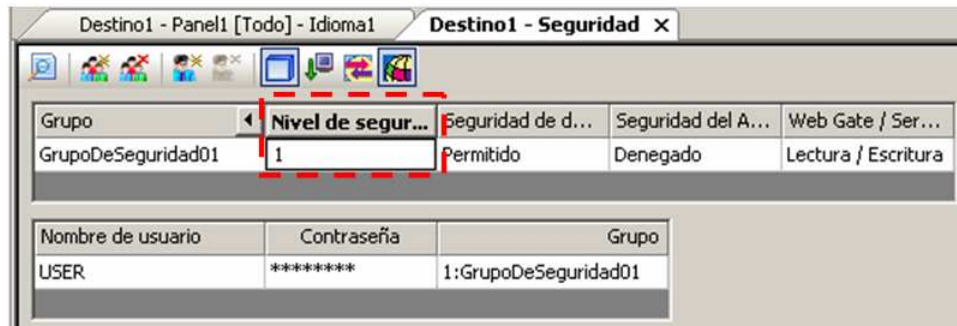 Destino1 - Panel1 [Todo] - Idioma1 Destino1 - Seguridad X
Grupo Nivel de segur... Seguridad de d... Seguridad del A... Web Gate / Ser...
GrupoDeSeguridad01 1 Permitido Denegado Lectura / Escritura
Nombre de usuario Contraseña Grupo
USER ******** 1:GrupoDeSeguridad01